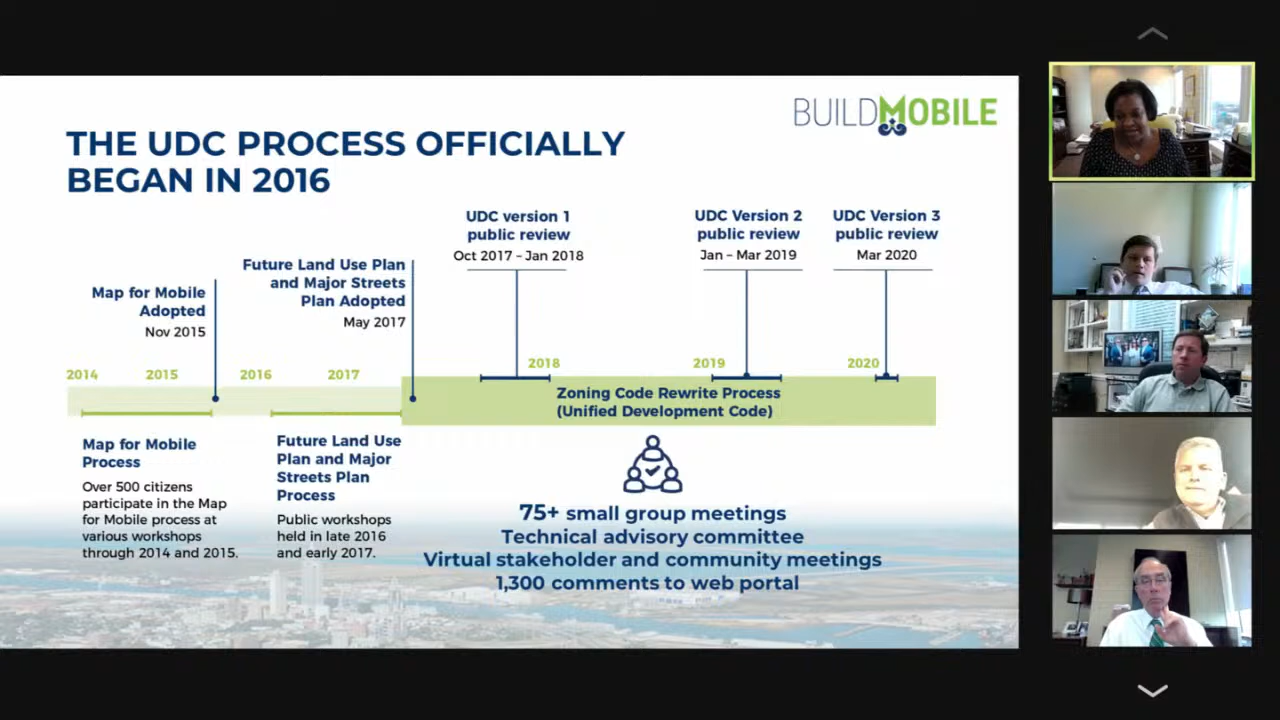 BUILDMOBILE
THE UDC PROCESS OFFICIALLY
BEGAN IN 2016
UDC version 1
public review
Oct 2017 – Jan 2018
UDC Version 2
public review
Jan – Mar 2019
UDC Version 3
public review
Mar 2020
Future Land Use Plan
and Major Streets
Plan Adopted
May 2017
Map for Mobile
Adopted
Nov 2015
2014
2015
2016
2017
2018
2019
2020
Zoning Code Rewrite Process
(Unified Development Code)
Map for Mobile
Process
Over 500 citizens
participate in the Map
for Mobile process at
various workshops
through 2014 and 2015.
Future Land Use
Plan and Major
Streets Plan
Process
Public workshops
held in late 2016
and early 2017.
75+ small group meetings
Technical advisory committee
Virtual stakeholder and community meetings
1,300 comments to web portal